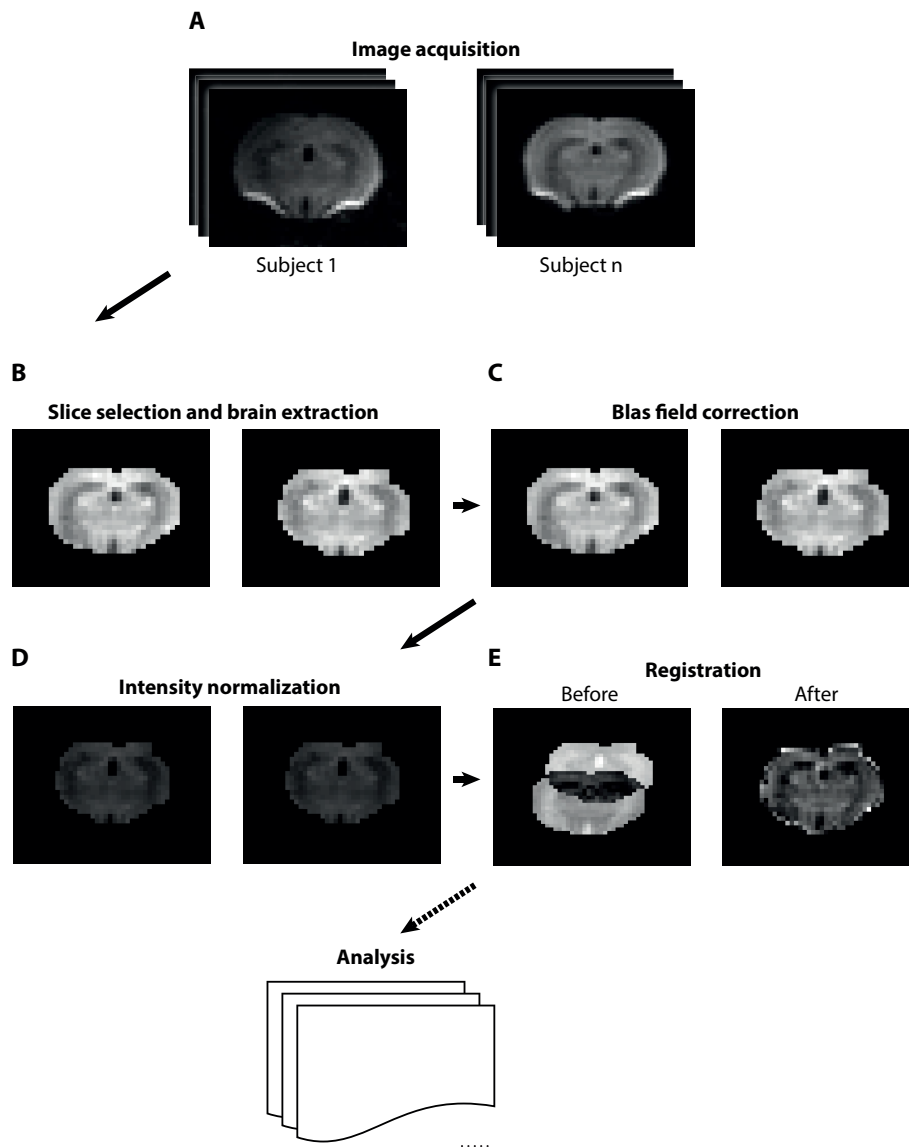 A
Image acquisition
Subject 1
Subject n
B
Slice selection and brain extraction
C
Blas field correction
D
Intensity normalization
E
Registration
Before
After
Analysis
.....